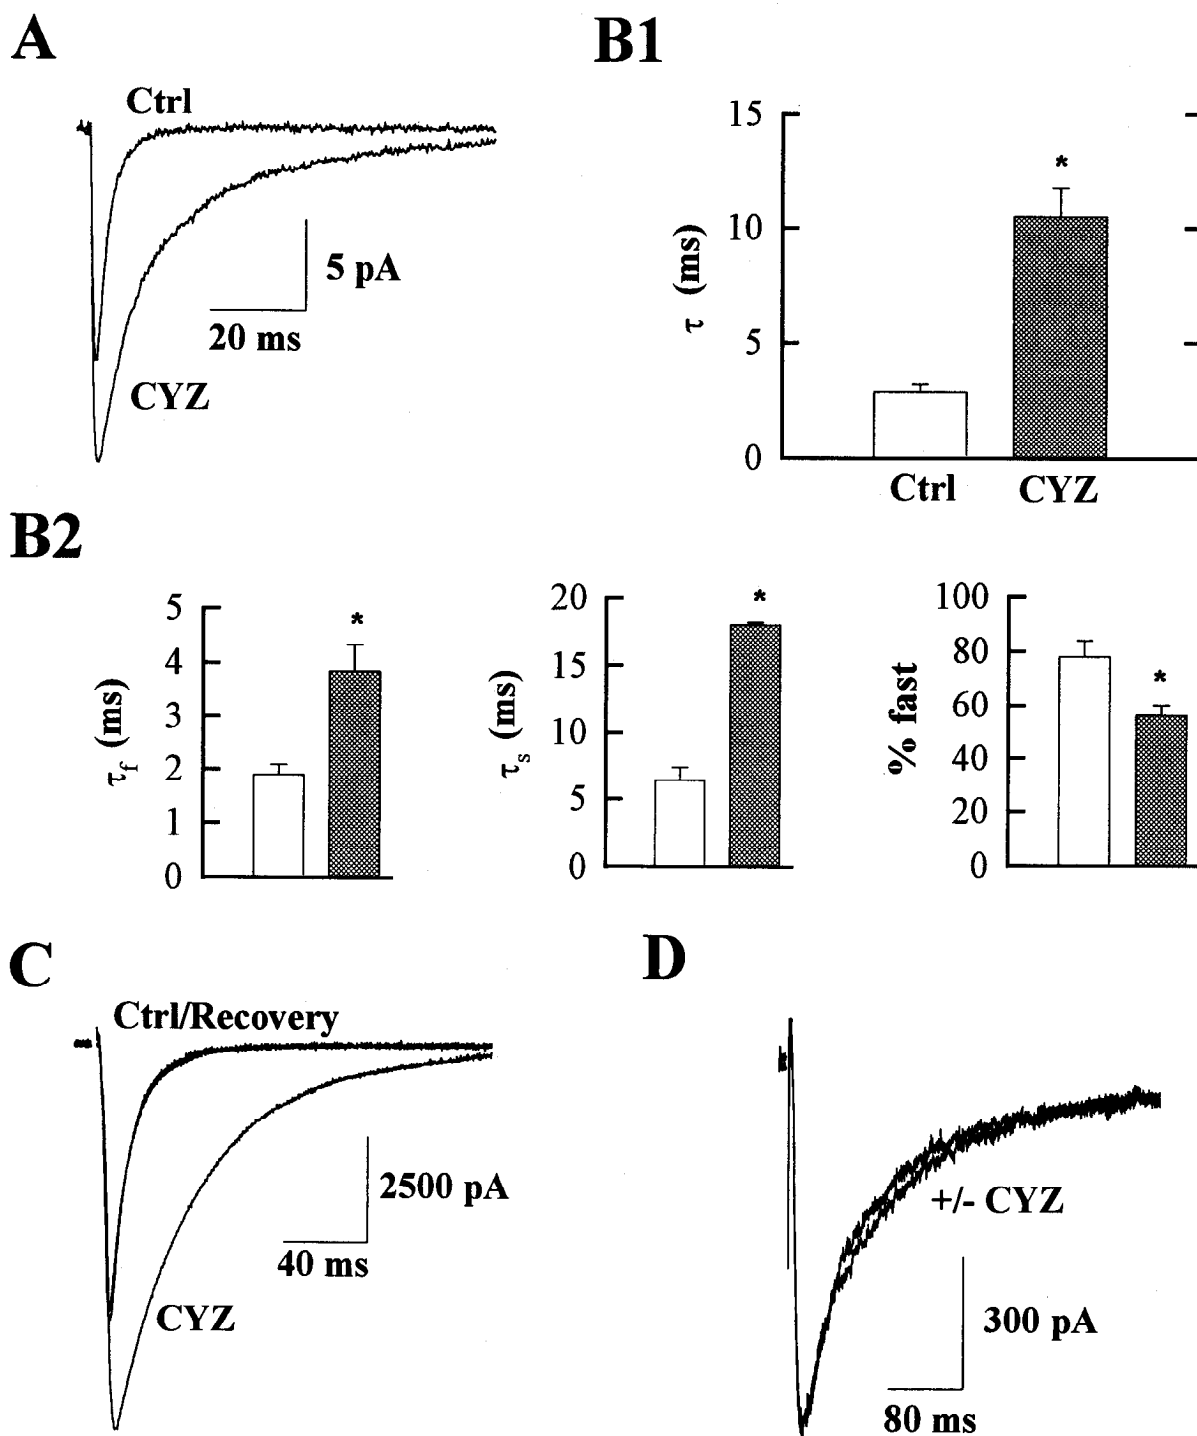 A
Ctrl
5 pA
20 ms
CYZ
B1
15
10
5
0
τ (ms)
*
Ctrl CYZ
B2
5
4
3
2
1
0
τf (ms)
*
20
15
10
5
0
τs (ms)
*
100
80
60
40
20
0
% fast
*
C
Ctrl/Recovery
2500 pA
40 ms
CYZ
D
+/- CYZ
300 pA
80 ms